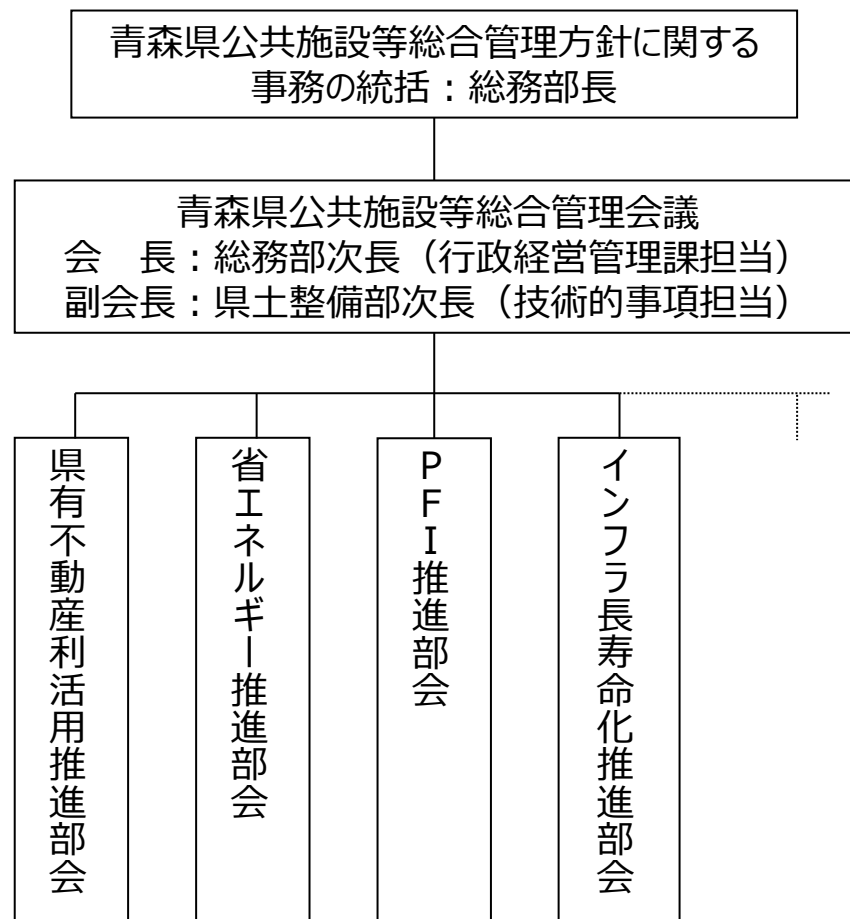 青森県公共施設等総合管理方針に関する
事務の統括：総務部長
青森県公共施設等総合管理会議
会　長：総務部次長（行政経営管理課担当）
副会長：県土整備部次長（技術的事項担当）
県有不動産利活用推進部会
省エネルギー推進部会
ＰＦＩ推進部会
インフラ長寿命化推進部会